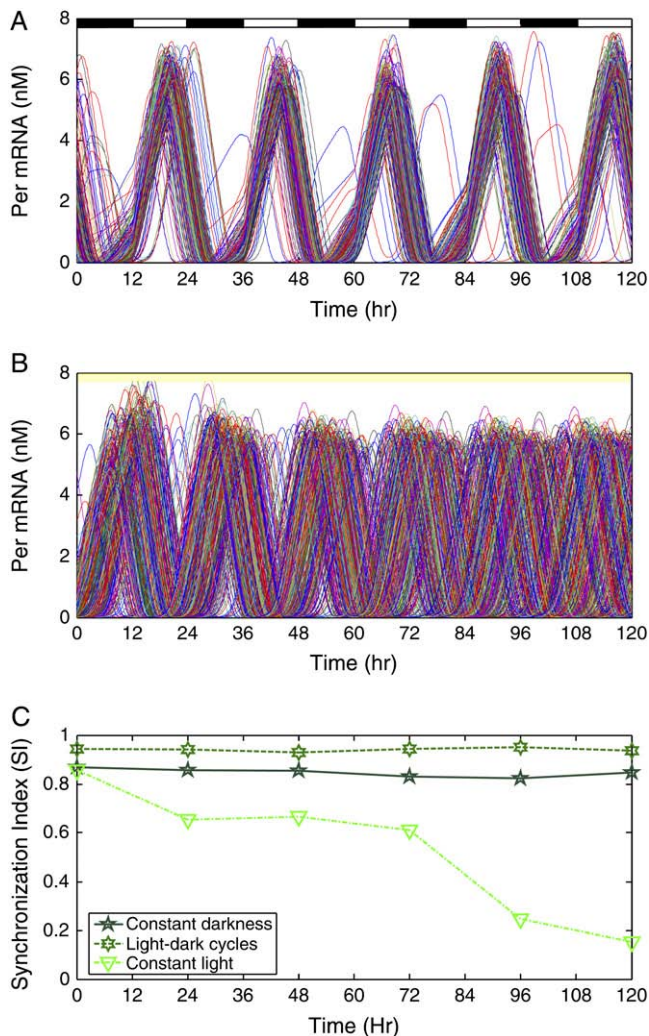 A
8
6
4
2
0
Per mRNA (nM)
0 12 24 36 48 60 72 84 96 108 120
Time (hr)
B
8
6
4
2
0
Per mRNA (nM)
0 12 24 36 48 60 72 84 96 108 120
Time (hr)
C
1
0.8
0.6
0.4
0.2
0
Synchronization Index (SI)
Constant darkness
Light-dark cycles
Constant light
0 12 24 36 48 60 72 84 96 108 120
Time (Hr)